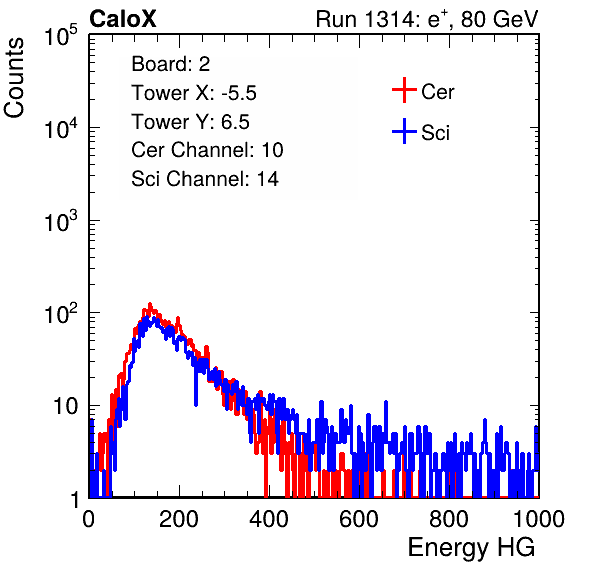 CaloX Run 1314: e⁺, 80 GeV
Counts
Board: 2
Tower X: -5.5
Tower Y: 6.5
Cer Channel: 10
Sci Channel: 14
Cer
Sci
10⁵
10⁴
10³
10²
10
1
0 200 400 600 800 1000
Energy HG